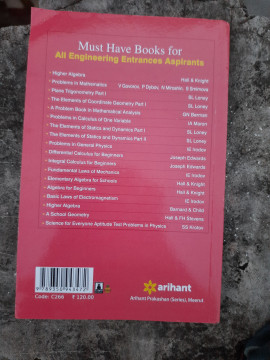 Must Have Books for
All Engineering Entrances Aspirants
Higher Algebra Hall & Knight
Problems in Mathematics V Govorov, P Dybov, N Miroshin, S Smirnova
Plane Trigonometry Part I SL Loney
The Elements of Coordinate Geometry Part I SL Loney
A Problem Book in Mathematical Analysis GN Berman
Problems in Calculus of One Variable IA Maron
The Elements of Statics and Dynamics Part I SL Loney
The Elements of Statics and Dynamics Part II SL Loney
Problems in General Physics IE Irodov
Differential Calculus for Beginners Joseph Edwards
Integral Calculus for Beginners Joseph Edwards
Fundamental Laws of Mechanics IE Irodov
Elementary Algebra for Schools Hall & Knight
Algebra for Beginners Hall & Knight
Basic Laws of Electromagnetism IE Irodov
Higher Algebra Barnard & Child
A School Geometry Hall & FH Stevens
Science for Everyone Aptitude Test Problems in Physics SS Krotov
Code: C266 ₹ 120.00
arihant
Arihant Prakashan (Series), Meerut